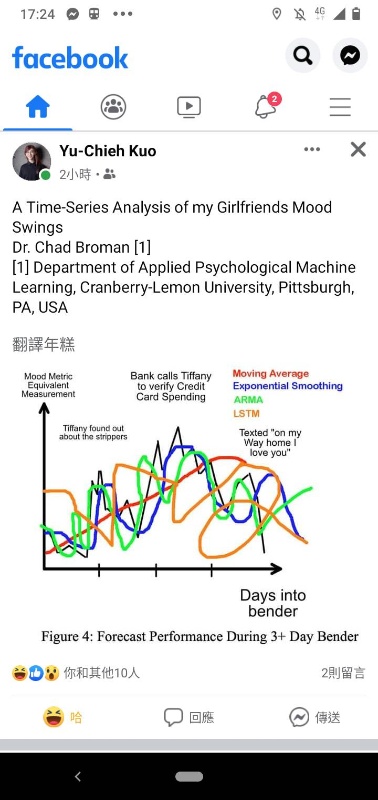 17:24
4G
facebook
2
Yu-Chieh Kuo
2小時
A Time-Series Analysis of my Girlfriends Mood
Swings
Dr. Chad Broman [1]
[1] Department of Applied Psychological Machine
Learning, Cranberry-Lemon University, Pittsburgh,
PA, USA
翻譯年糕
Mood Metric
Equivalent
Measurement
Bank calls Tiffany
to verify Credit
Card Spending
Moving Average
Exponential Smoothing
ARMA
LSTM
Tiffany found out
about the strippers
Texted "on my
Way home I
love you"
Days into
bender
Figure 4: Forecast Performance During 3+ Day Bender
你和其他10人
2則留言
哈
回應
傳送